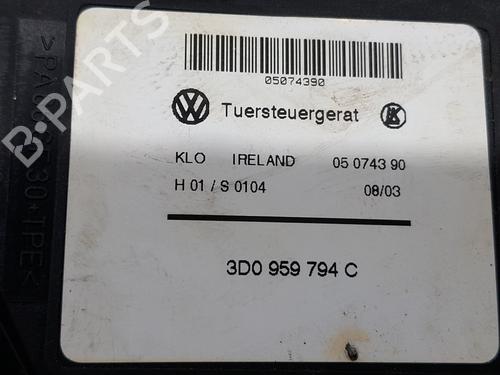 05074390
Tuersteuergerat
KLO IRELAND 05 0743 90
H 01 / S 0104 08/03
3D0 959 794 C
B-PARTS